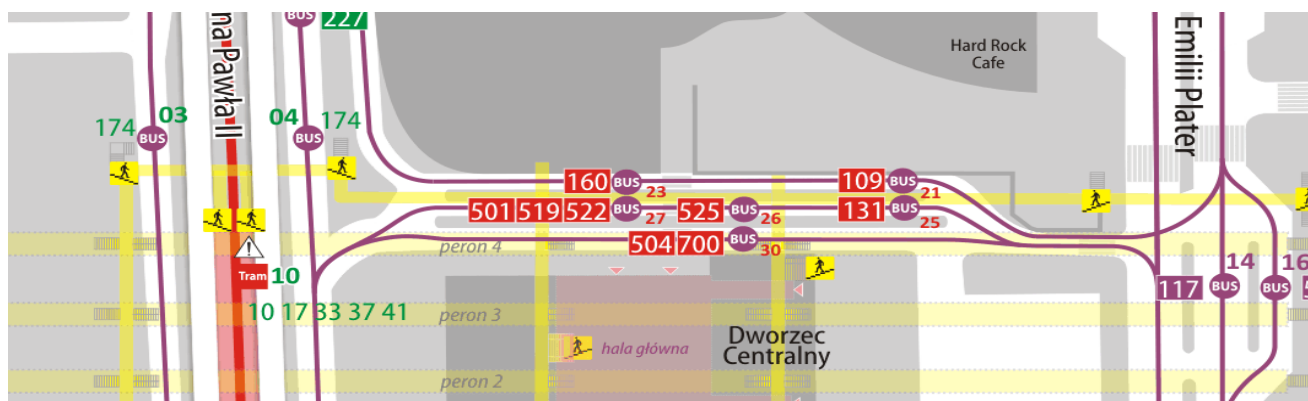 227
na Pawła II
Emilii Plater
Hard Rock
Cafe
BUS
03
174
BUS
04
174
BUS
160
BUS
23
109
BUS
21
501
519
522
BUS
27
525
BUS
26
131
BUS
25
peron 4
504
700
BUS
30
Tram
10
10 17 33 37 41
117
14
BUS
16
BUS
peron 3
Dworzec
Centralny
hala główna
peron 2